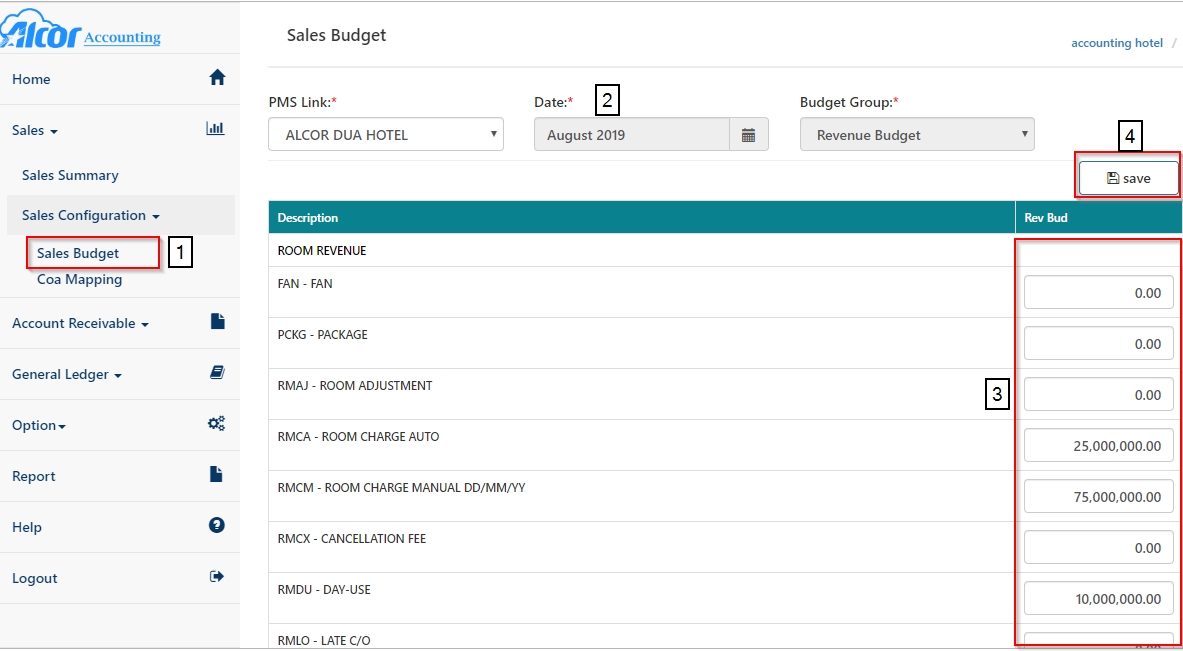 Alcor Accounting
Home
Sales
Sales Summary
Sales Configuration
Sales Budget
1
Coa Mapping
Account Receivable
General Ledger
Option
Report
Help
Logout
Sales Budget
accounting hotel /
PMS Link:*
Date:*
2
Budget Group:*
ALCOR DUA HOTEL
August 2019
Revenue Budget
4
save
Description Rev Bud
ROOM REVENUE
FAN - FAN 0.00
PCKG - PACKAGE 0.00
RMAJ - ROOM ADJUSTMENT 0.00
3
RMCA - ROOM CHARGE AUTO 25,000,000.00
RMCM - ROOM CHARGE MANUAL DD/MM/YY 75,000,000.00
RMCX - CANCELLATION FEE 0.00
RMDU - DAY-USE 10,000,000.00
RMLO - LATE C/O